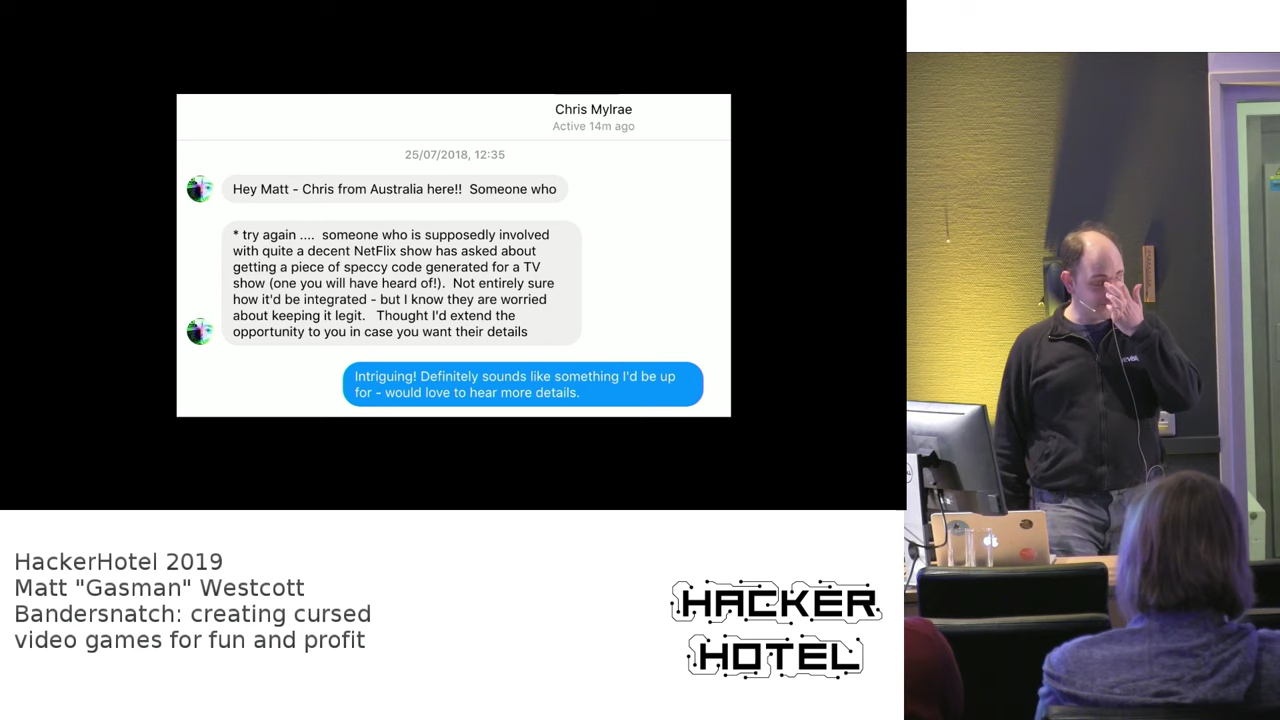 Chris Mylrae
Active 14m ago
25/07/2018, 12:35
Hey Matt - Chris from Australia here!!  Someone who
* try again ....  someone who is supposedly involved
with quite a decent NetFlix show has asked about
getting a piece of speccy code generated for a TV
show (one you will have heard of!).  Not entirely sure
how it'd be integrated - but I know they are worried
about keeping it legit.   Thought I'd extend the
opportunity to you in case you want their details
Intriguing! Definitely sounds like something I'd be up
for - would love to hear more details.
HackerHotel 2019
Matt "Gasman" Westcott
Bandersnatch: creating cursed
video games for fun and profit
HACKER
HOTEL